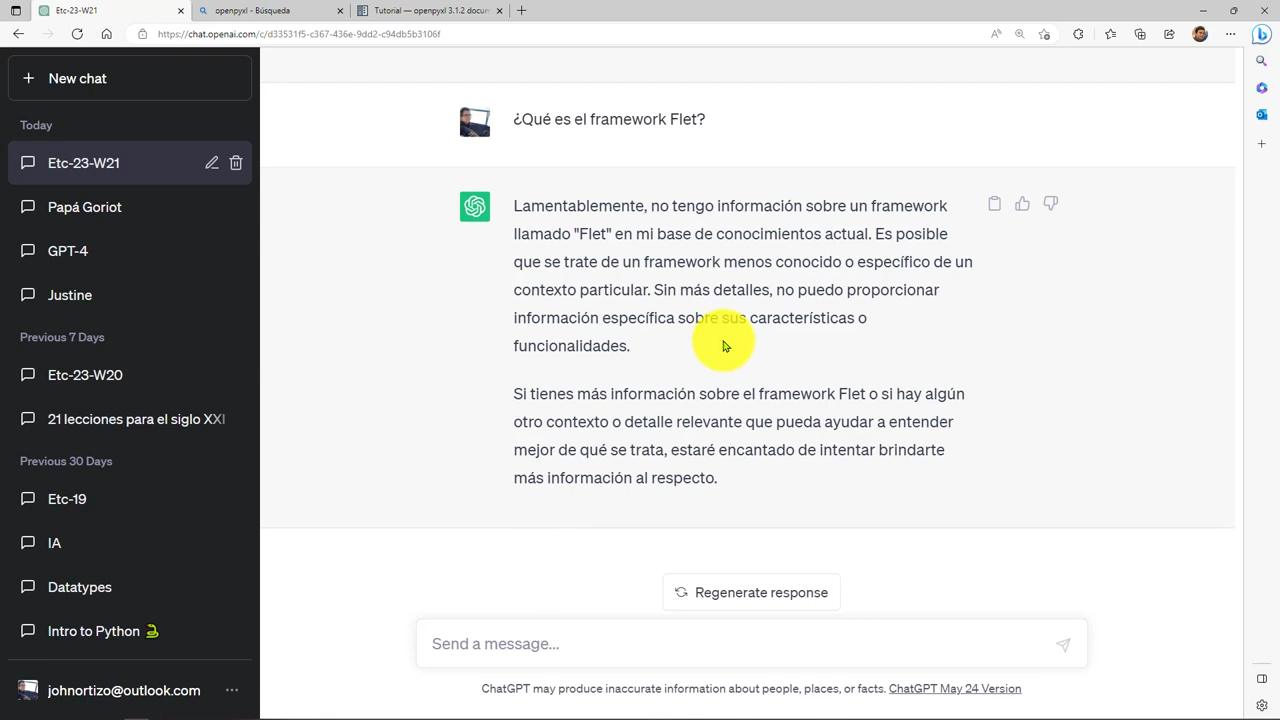 Etc-23-W21
openpyxl - Búsqueda
Tutorial — openpyxl 3.1.2 docum
https://chat.openai.com/c/d33531f5-c367-436e-9dd2-c94db5b3106f
New chat
Today
Etc-23-W21
Papá Goriot
GPT-4
Justine
Previous 7 Days
Etc-23-W20
21 lecciones para el siglo XXI
Previous 30 Days
Etc-19
IA
Datatypes
Intro to Python
johnortizo@outlook.com
¿Qué es el framework Flet?
Lamentablemente, no tengo información sobre un framework
llamado "Flet" en mi base de conocimientos actual. Es posible
que se trate de un framework menos conocido o específico de un
contexto particular. Sin más detalles, no puedo proporcionar
información específica sobre sus características o
funcionalidades.
Si tienes más información sobre el framework Flet o si hay algún
otro contexto o detalle relevante que pueda ayudar a entender
mejor de qué se trata, estaré encantado de intentar brindarte
más información al respecto.
Regenerate response
Send a message...
ChatGPT may produce inaccurate information about people, places, or facts. ChatGPT May 24 Version